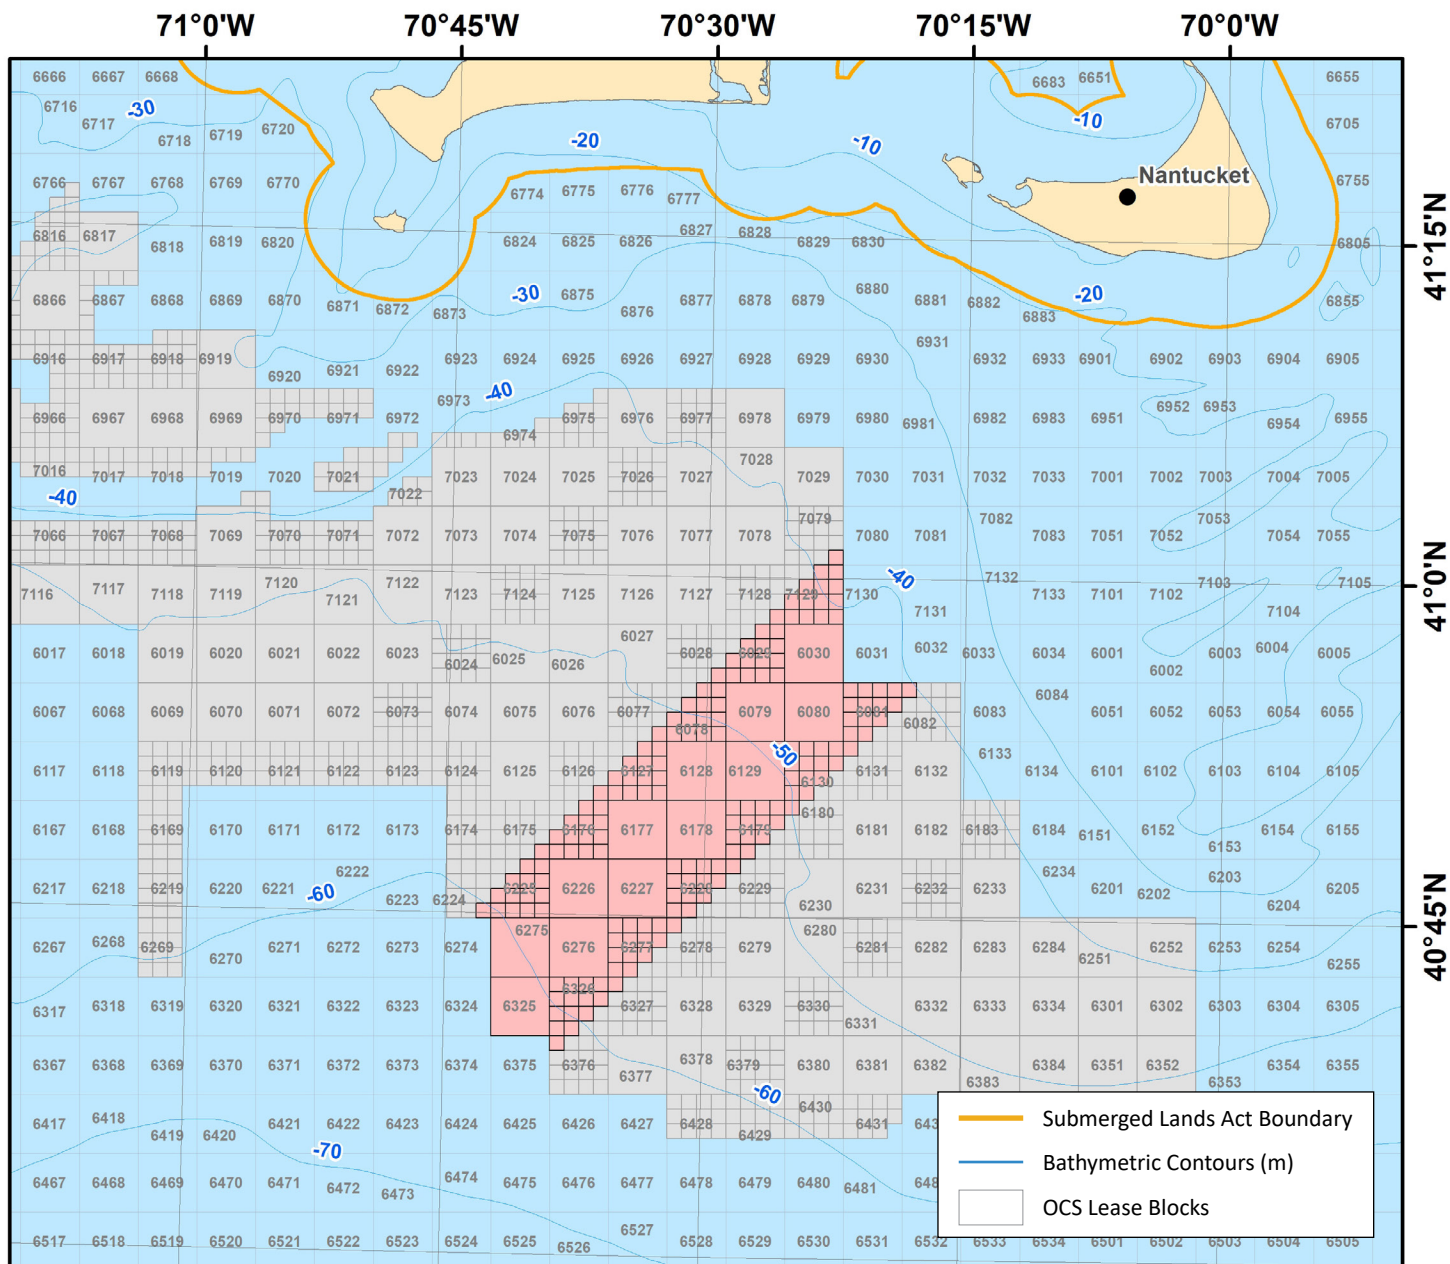 71°0'W 70°45'W 70°30'W 70°15'W 70°0'W
6666 6667 6668 6683 6651 6655
6716 6717 -30 6718 6719 6720 -20 -10 -10 6705
6766 6767 6768 6769 6770 6774 6775 6776 6777 Nantucket 6755
6816 6817 6818 6819 6820 6824 6825 6826 6827 6828 6829 6830 6805 41°15'N
6866 6867 6868 6869 6870 6871 6872 6873 -30 6875 6876 6877 6878 6879 6880 6881 6882 6883 -20 6855
6916 6917 6918 6919 6920 6921 6922 6923 6924 6925 6926 6927 6928 6929 6930 6931 6932 6933 6901 6902 6903 6904 6905
6966 6967 6968 6969 6970 6971 6972 6973 -40 6974 6975 6976 6977 6978 6979 6980 6981 6982 6983 6951 6952 6953 6954 6955
7016 7017 7018 7019 7020 7021 7022 7023 7024 7025 7026 7027 7028 7029 7030 7031 7032 7033 7001 7002 7003 7004 7005
-40
7066 7067 7068 7069 7070 7071 7072 7073 7074 7075 7076 7077 7078 7079 7080 7081 7082 7083 7051 7052 7053 7054 7055
7116 7117 7118 7119 7120 7121 7122 7123 7124 7125 7126 7127 7128 7129 7130 -40 7131 7132 7133 7101 7102 7103 7104 7105 41°0'N
6017 6018 6019 6020 6021 6022 6023 6024 6025 6026 6027 6028 6029 6030 6031 6032 6033 6034 6001 6002 6003 6004 6005
6067 6068 6069 6070 6071 6072 6073 6074 6075 6076 6077 6078 6079 6080 6081 6082 6083 6084 6051 6052 6053 6054 6055
6117 6118 6119 6120 6121 6122 6123 6124 6125 6126 6127 6128 6129 -50 6130 6131 6132 6133 6134 6101 6102 6103 6104 6105
6167 6168 6169 6170 6171 6172 6173 6174 6175 6176 6177 6178 6179 6180 6181 6182 6183 6184 6151 6152 6153 6154 6155
6217 6218 6219 6220 6221 -60 6222 6223 6224 6225 6226 6227 6228 6229 6230 6231 6232 6233 6234 6201 6202 6203 6204 6205
6267 6268 6269 6270 6271 6272 6273 6274 6275 6276 6277 6278 6279 6280 6281 6282 6283 6284 6251 6252 6253 6254 6255 40°45'N
6317 6318 6319 6320 6321 6322 6323 6324 6325 6326 6327 6328 6329 6330 6331 6332 6333 6334 6301 6302 6303 6304 6305
6367 6368 6369 6370 6371 6372 6373 6374 6375 6376 6377 6378 6379 6380 6381 6382 6383 6384 6351 6352 6353 6354 6355
-60
6417 6418 6419 6420 6421 6422 6423 6424 6425 6426 6427 6428 6429 6430 6431 643
-70
6467 6468 6469 6470 6471 6472 6473 6474 6475 6476 6477 6478 6479 6480 6481 648
6517 6518 6519 6520 6521 6522 6523 6524 6525 6526 6527 6528 6529 6530 6531 6532 6533 6534 6501 6502 6503 6504 6505
Submerged Lands Act Boundary
Bathymetric Contours (m)
OCS Lease Blocks